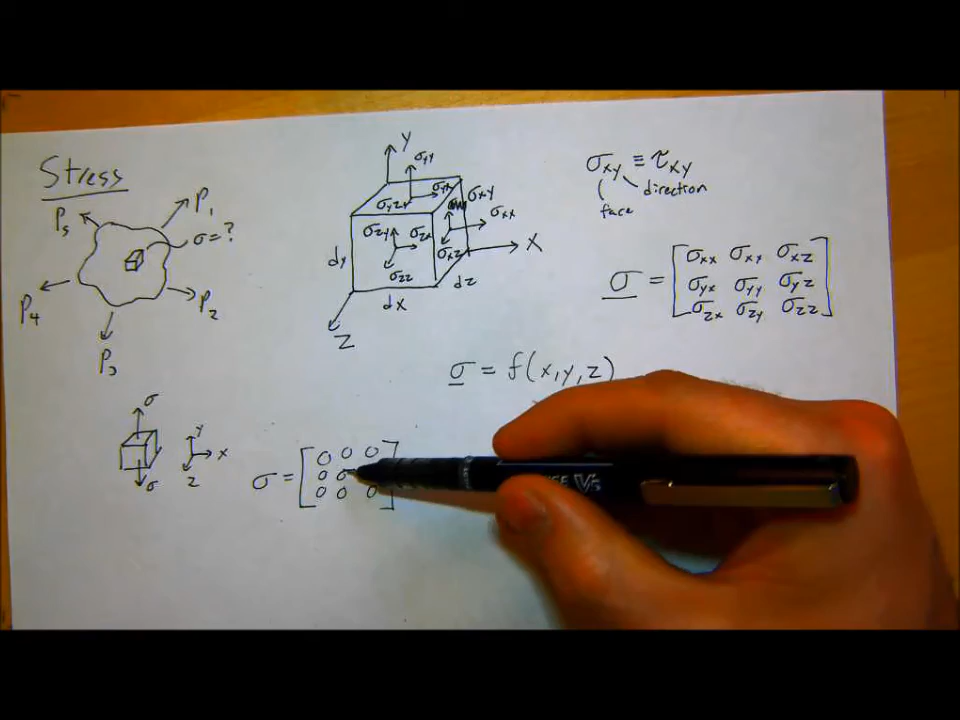 Stress
P5
P1
σ=?
P4
P2
P3
Y
σyy
σyx
σyz
σxy
σxx
σxz
σzy
σzx
σzz
X
Z
dy
dx
dz
σxy ≡ τxy
face
direction
σ = [σxx σxy σxz
σyx σyy σyz
σzx σzy σzz]
σ = f(x,y,z)
σ
σ
Y
X
Z
σ = [0 0 0
0 σ
0 0 0]
V5